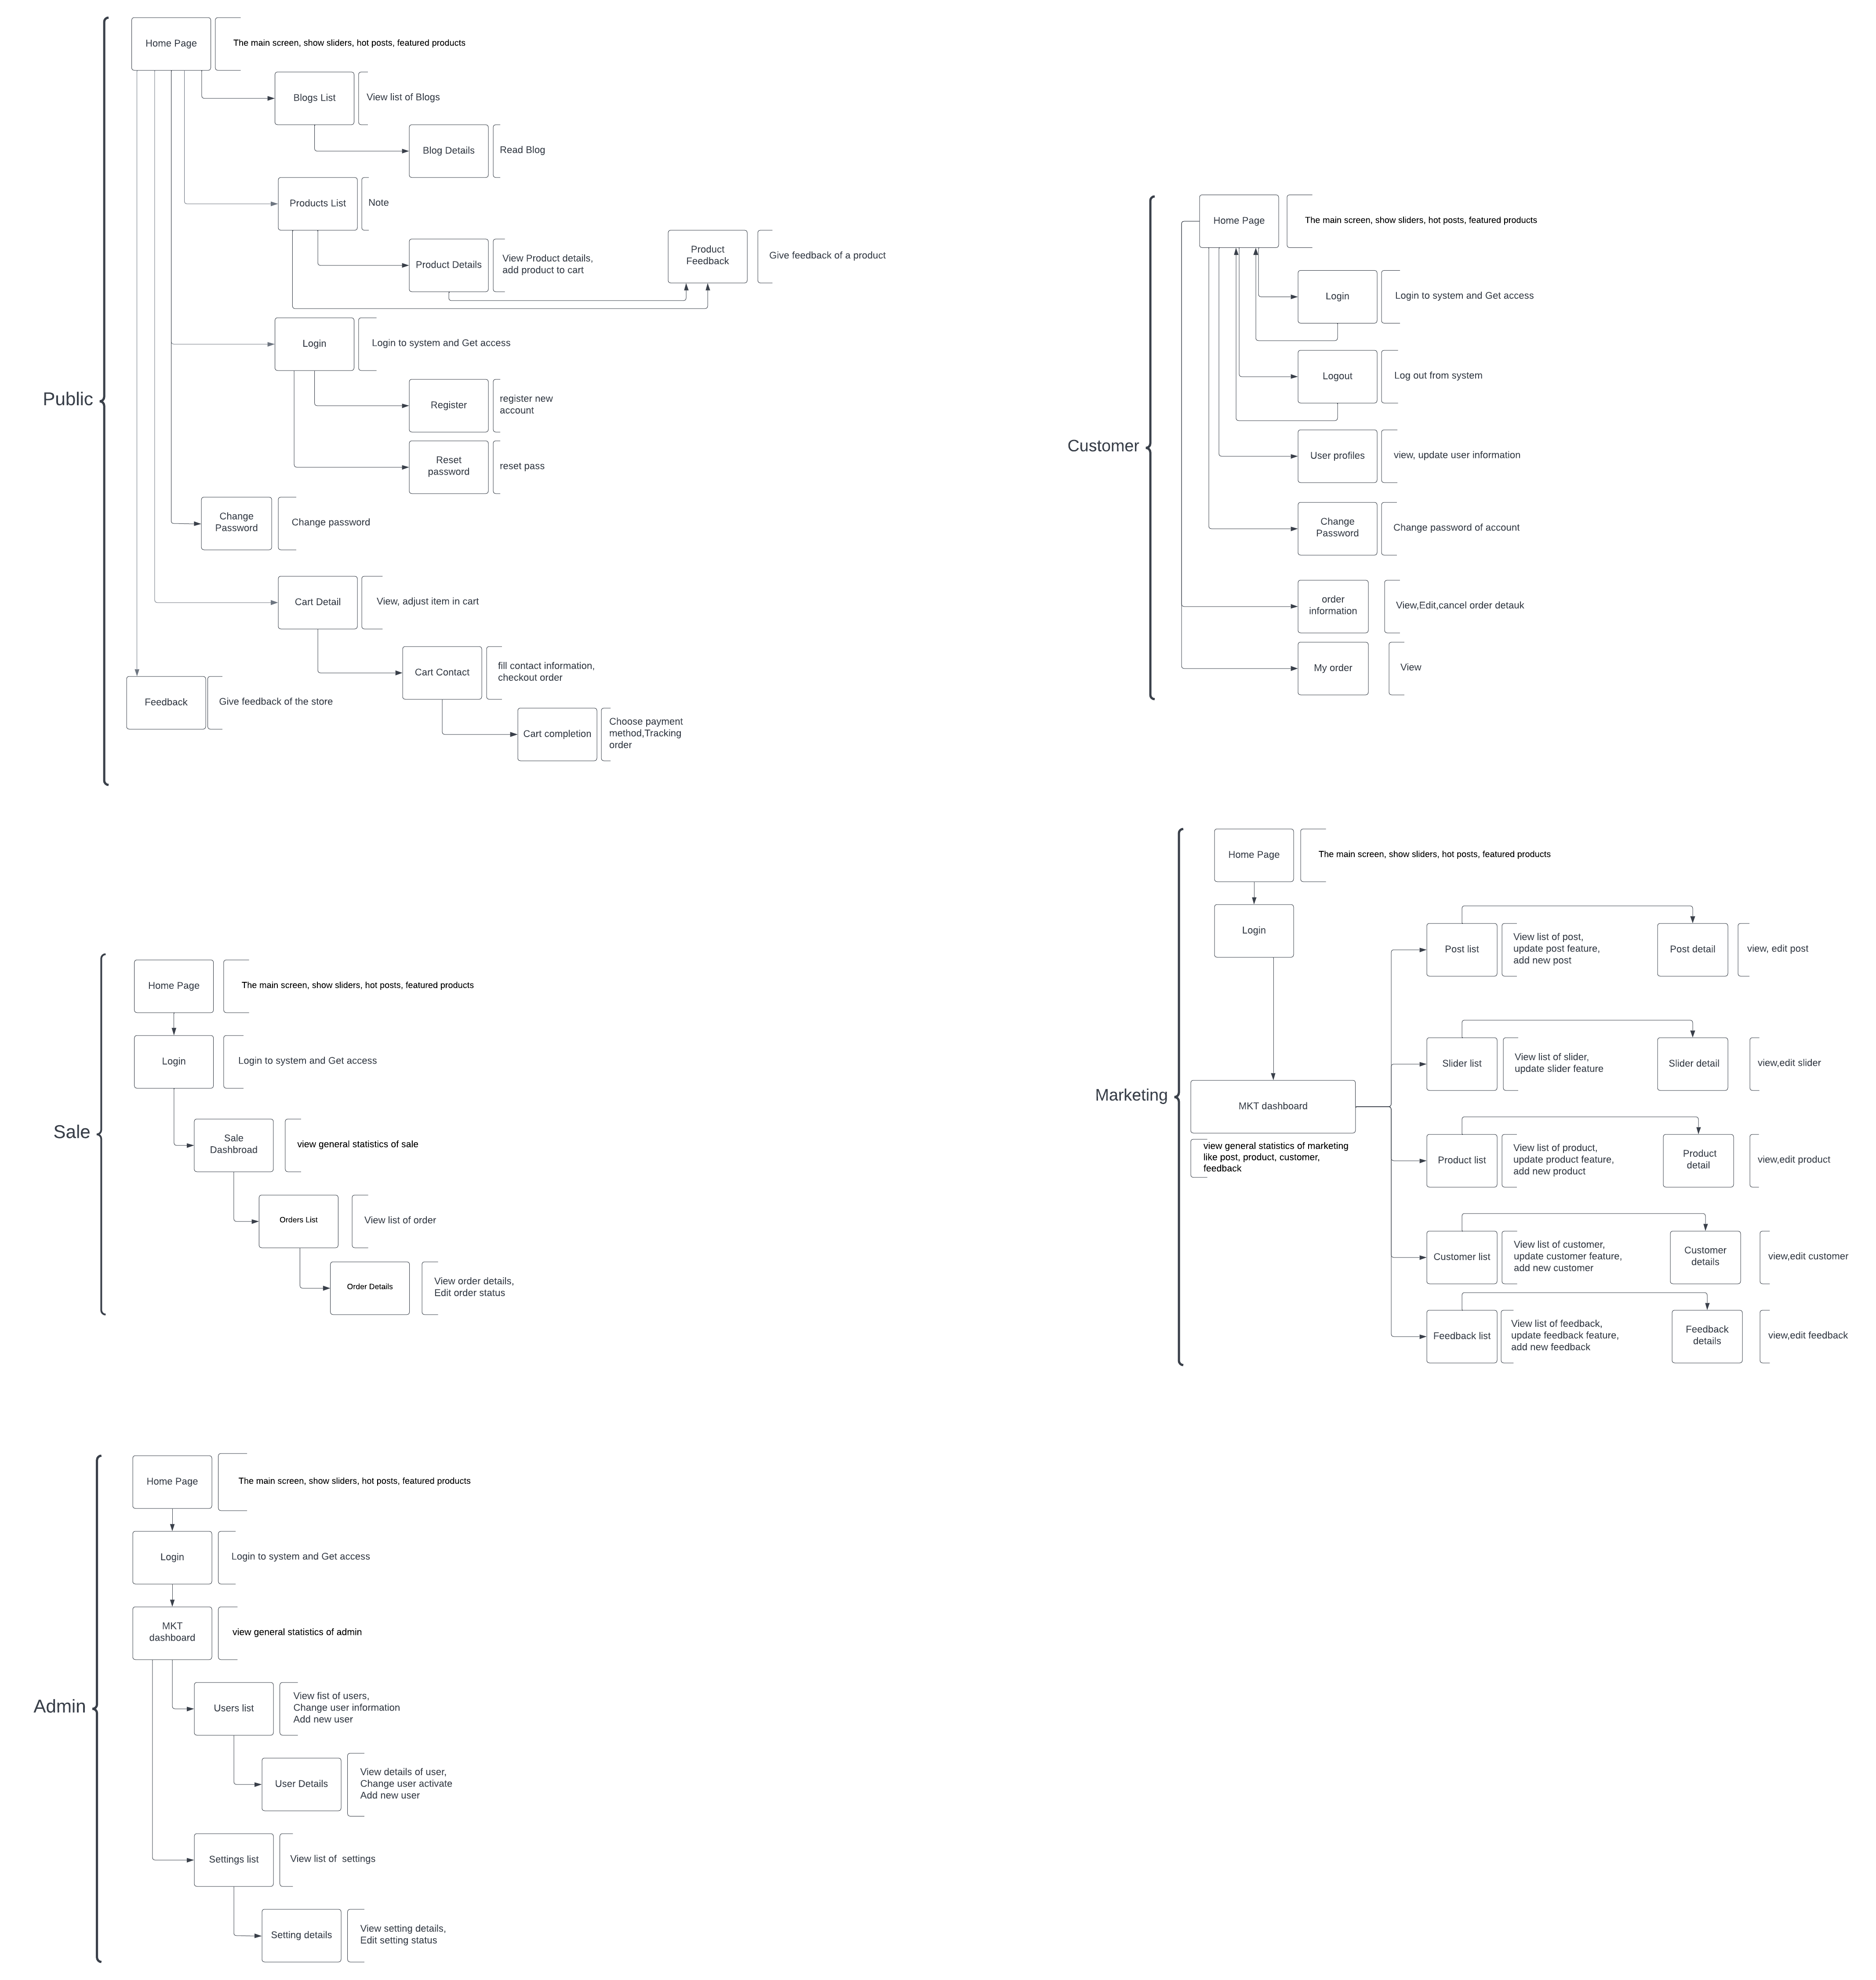 Public
Home Page
The main screen, show sliders, hot posts, featured products
Blogs List
View list of Blogs
Blog Details
Read Blog
Products List
Note
Product Details
View Product details,
add product to cart
Product
Feedback
Give feedback of a product
Login
Login to system and Get access
Register
register new
account
Reset
password
reset pass
Change
Password
Change password
Cart Detail
View, adjust item in cart
Cart Contact
fill contact information,
checkout order
Feedback
Give feedback of the store
Cart completion
Choose payment
method,Tracking
order
Customer
Home Page
The main screen, show sliders, hot posts, featured products
Login
Login to system and Get access
Logout
Log out from system
User profiles
view, update user information
Change
Password
Change password of account
order
information
View,Edit,cancel order detauk
My order
View
Sale
Home Page
The main screen, show sliders, hot posts, featured products
Login
Login to system and Get access
Sale
Dashbroad
view general statistics of sale
Orders List
View list of order
Order Details
View order details,
Edit order status
Marketing
Home Page
The main screen, show sliders, hot posts, featured products
Login
MKT dashboard
view general statistics of marketing
like post, product, customer,
feedback
Post list
View list of post,
update post feature,
add new post
Post detail
view, edit post
Slider list
View list of slider,
update slider feature
Slider detail
view,edit slider
Product list
View list of product,
update product feature,
add new product
Product
detail
view,edit product
Customer list
View list of customer,
update customer feature,
add new customer
Customer
details
view,edit customer
Feedback list
View list of feedback,
update feedback feature,
add new feedback
Feedback
details
view,edit feedback
Admin
Home Page
The main screen, show sliders, hot posts, featured products
Login
Login to system and Get access
MKT
dashboard
view general statistics of admin
Users list
View fist of users,
Change user information
Add new user
User Details
View details of user,
Change user activate
Add new user
Settings list
View list of  settings
Setting details
View setting details,
Edit setting status